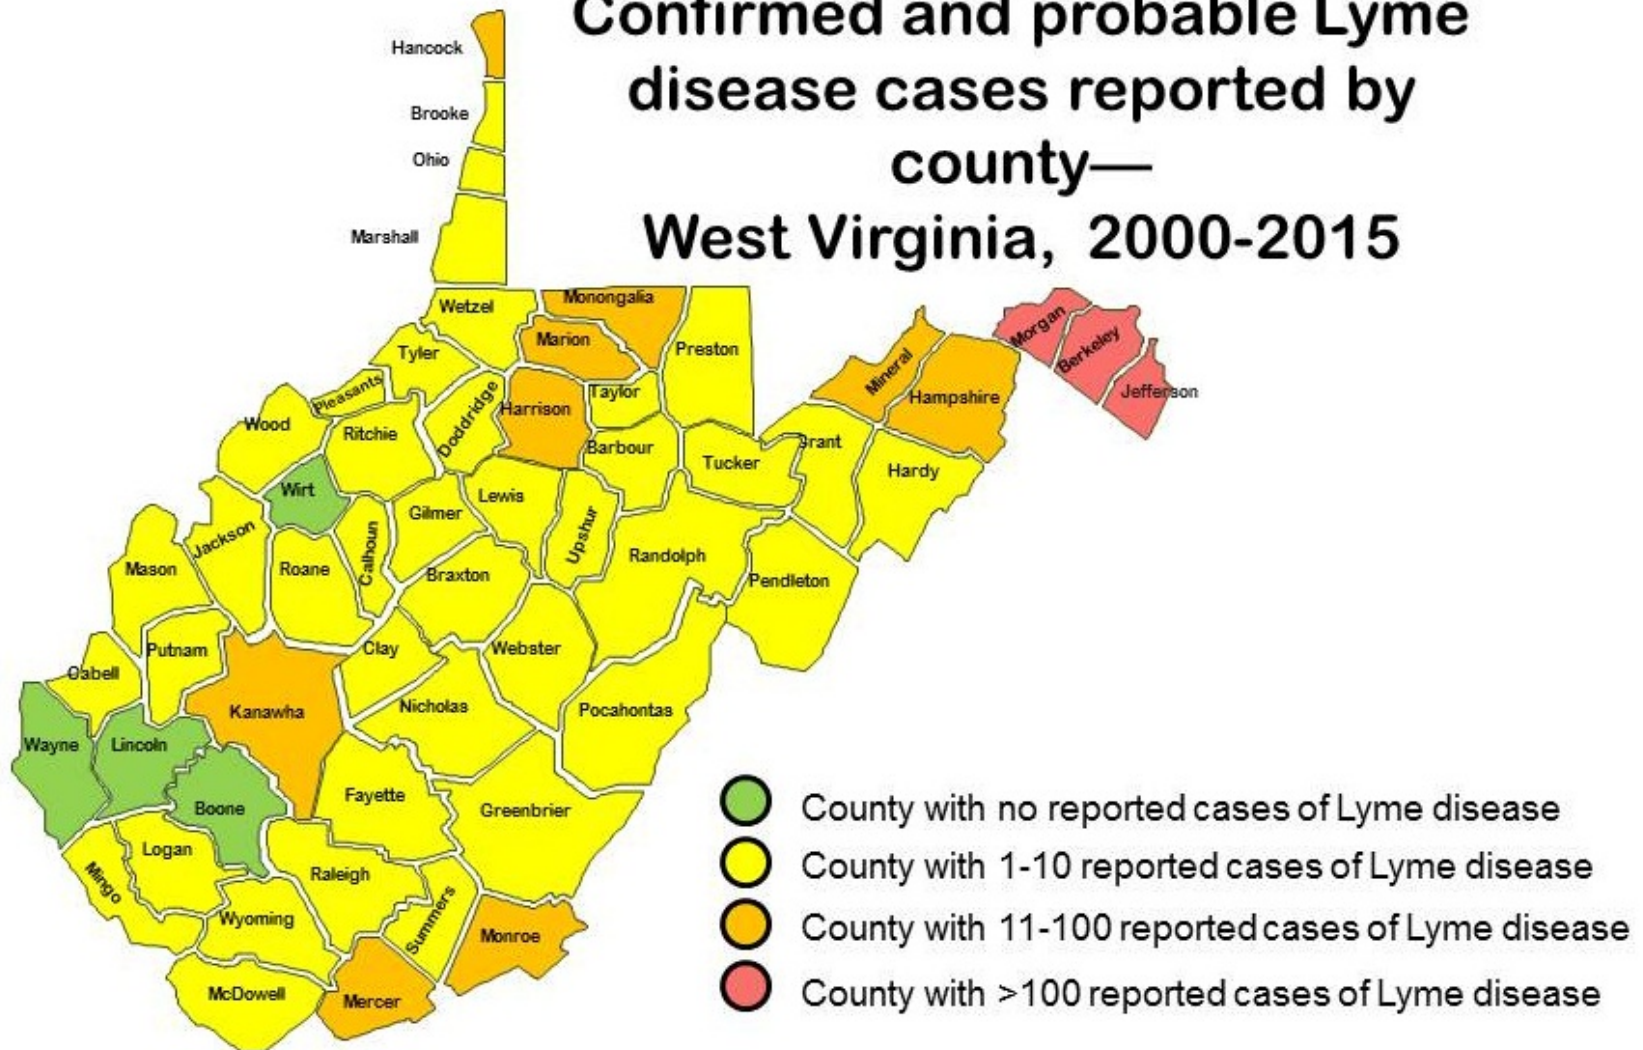 Confirmed and probable Lyme
disease cases reported by
county—
West Virginia, 2000-2015
Hancock
Brooke
Ohio
Marshall
Wetzel
Monongalia
Marion
Preston
Tyler
Pleasants
Doddridge
Harrison
Taylor
Wood
Ritchie
Barbour
Tucker
Grant
Mineral
Hampshire
Hardy
Morgan
Berkeley
Jefferson
Wirt
Lewis
Gilmer
Upshur
Jackson
Calhoun
Mason
Roane
Braxton
Randolph
Pendleton
Putnam
Clay
Webster
Cabell
Kanawha
Nicholas
Pocahontas
Wayne
Lincoln
Boone
Fayette
Greenbrier
Logan
Mingo
Raleigh
Summers
Wyoming
Monroe
McDowell
Mercer
County with no reported cases of Lyme disease
County with 1-10 reported cases of Lyme disease
County with 11-100 reported cases of Lyme disease
County with >100 reported cases of Lyme disease